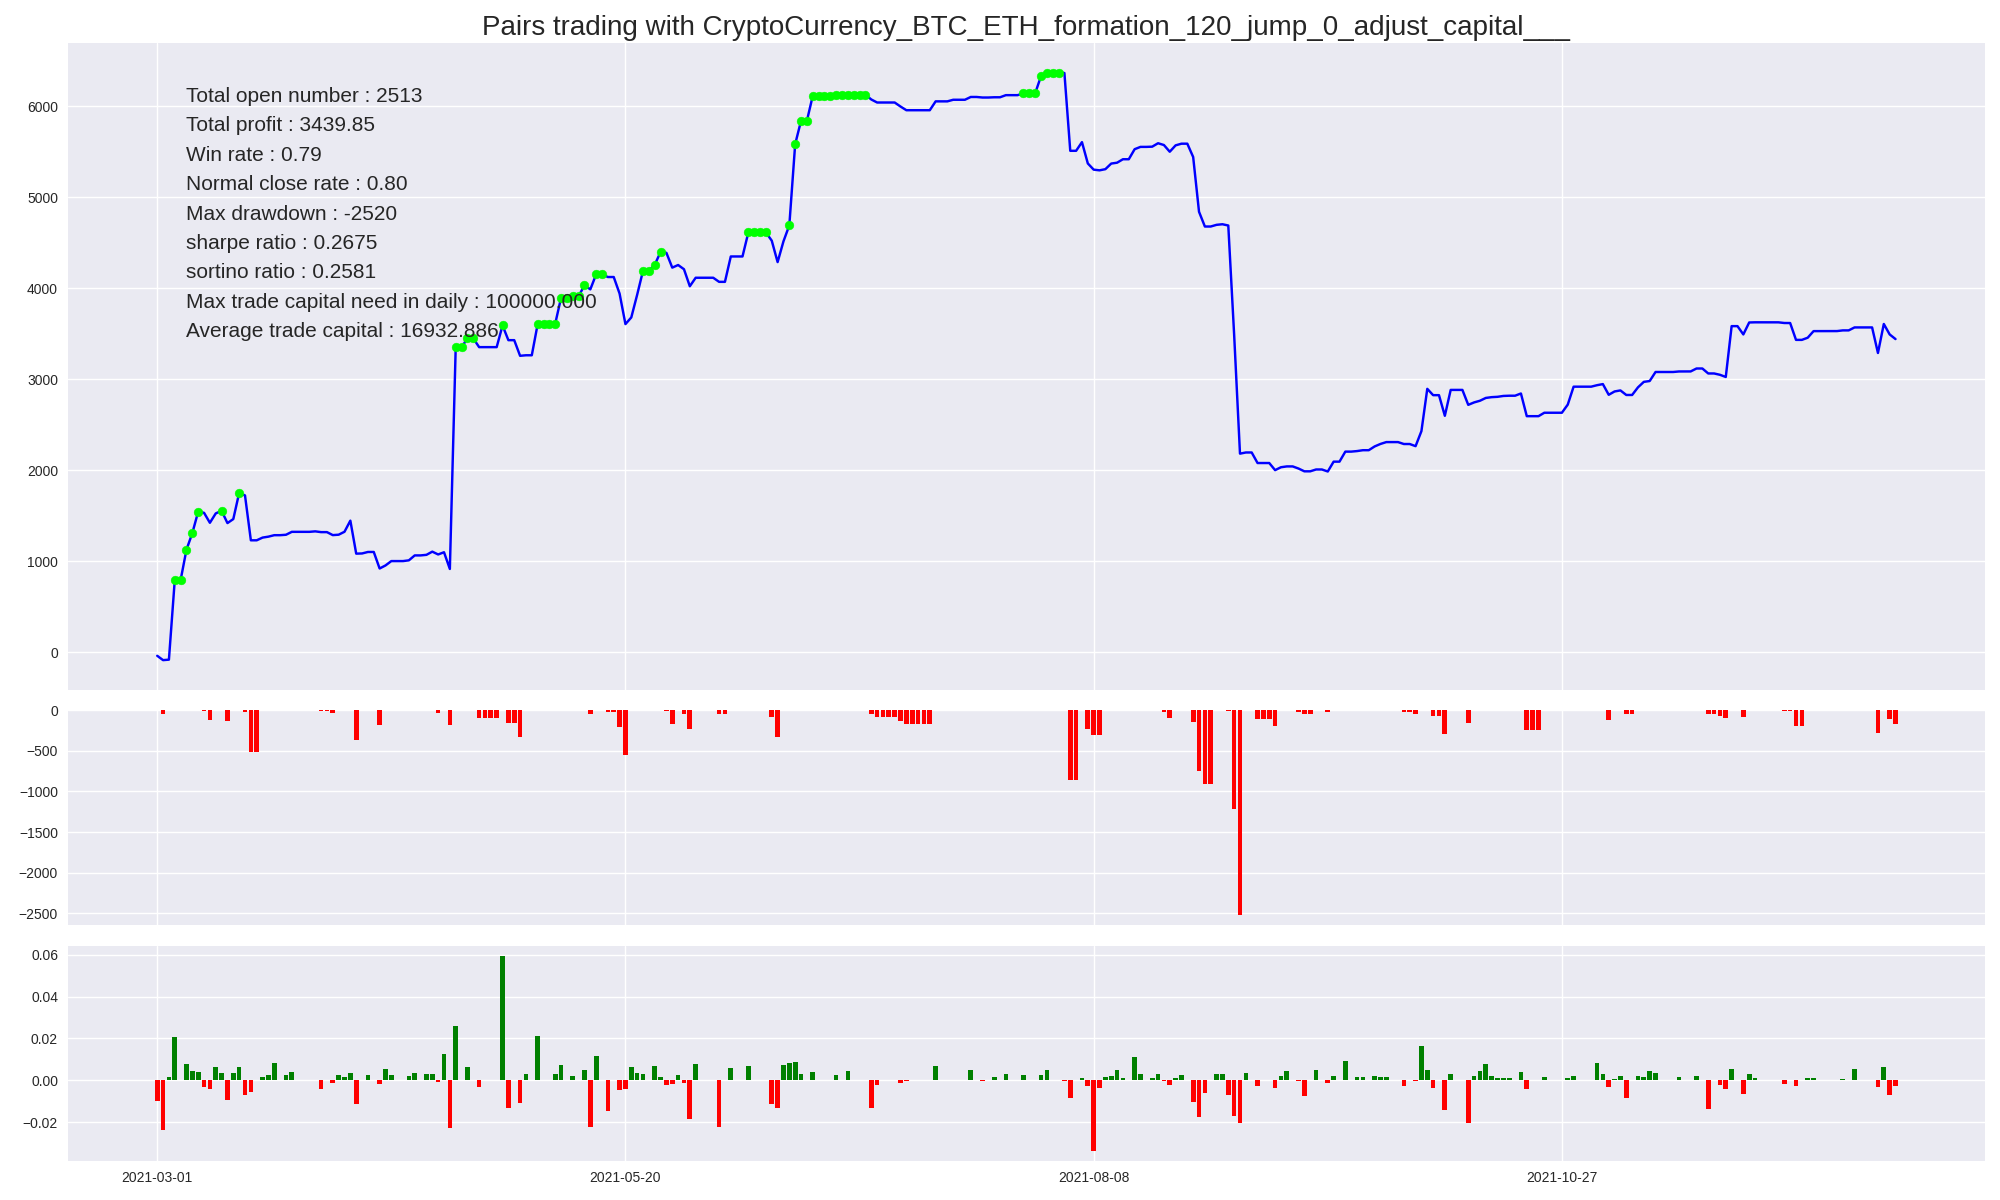 Pairs trading with CryptoCurrency_BTC_ETH_formation_120_jump_0_adjust_capital___
Total open number : 2513
Total profit : 3439.85
Win rate : 0.79
Normal close rate : 0.80
Max drawdown : -2520
sharpe ratio : 0.2675
sortino ratio : 0.2581
Max trade capital need in daily : 100000.000
Average trade capital : 16932.886
6000
5000
4000
3000
2000
1000
0
0
−500
−1000
−1500
−2000
−2500
0.06
0.04
0.02
0.00
−0.02
2021-03-01
2021-05-20
2021-08-08
2021-10-27